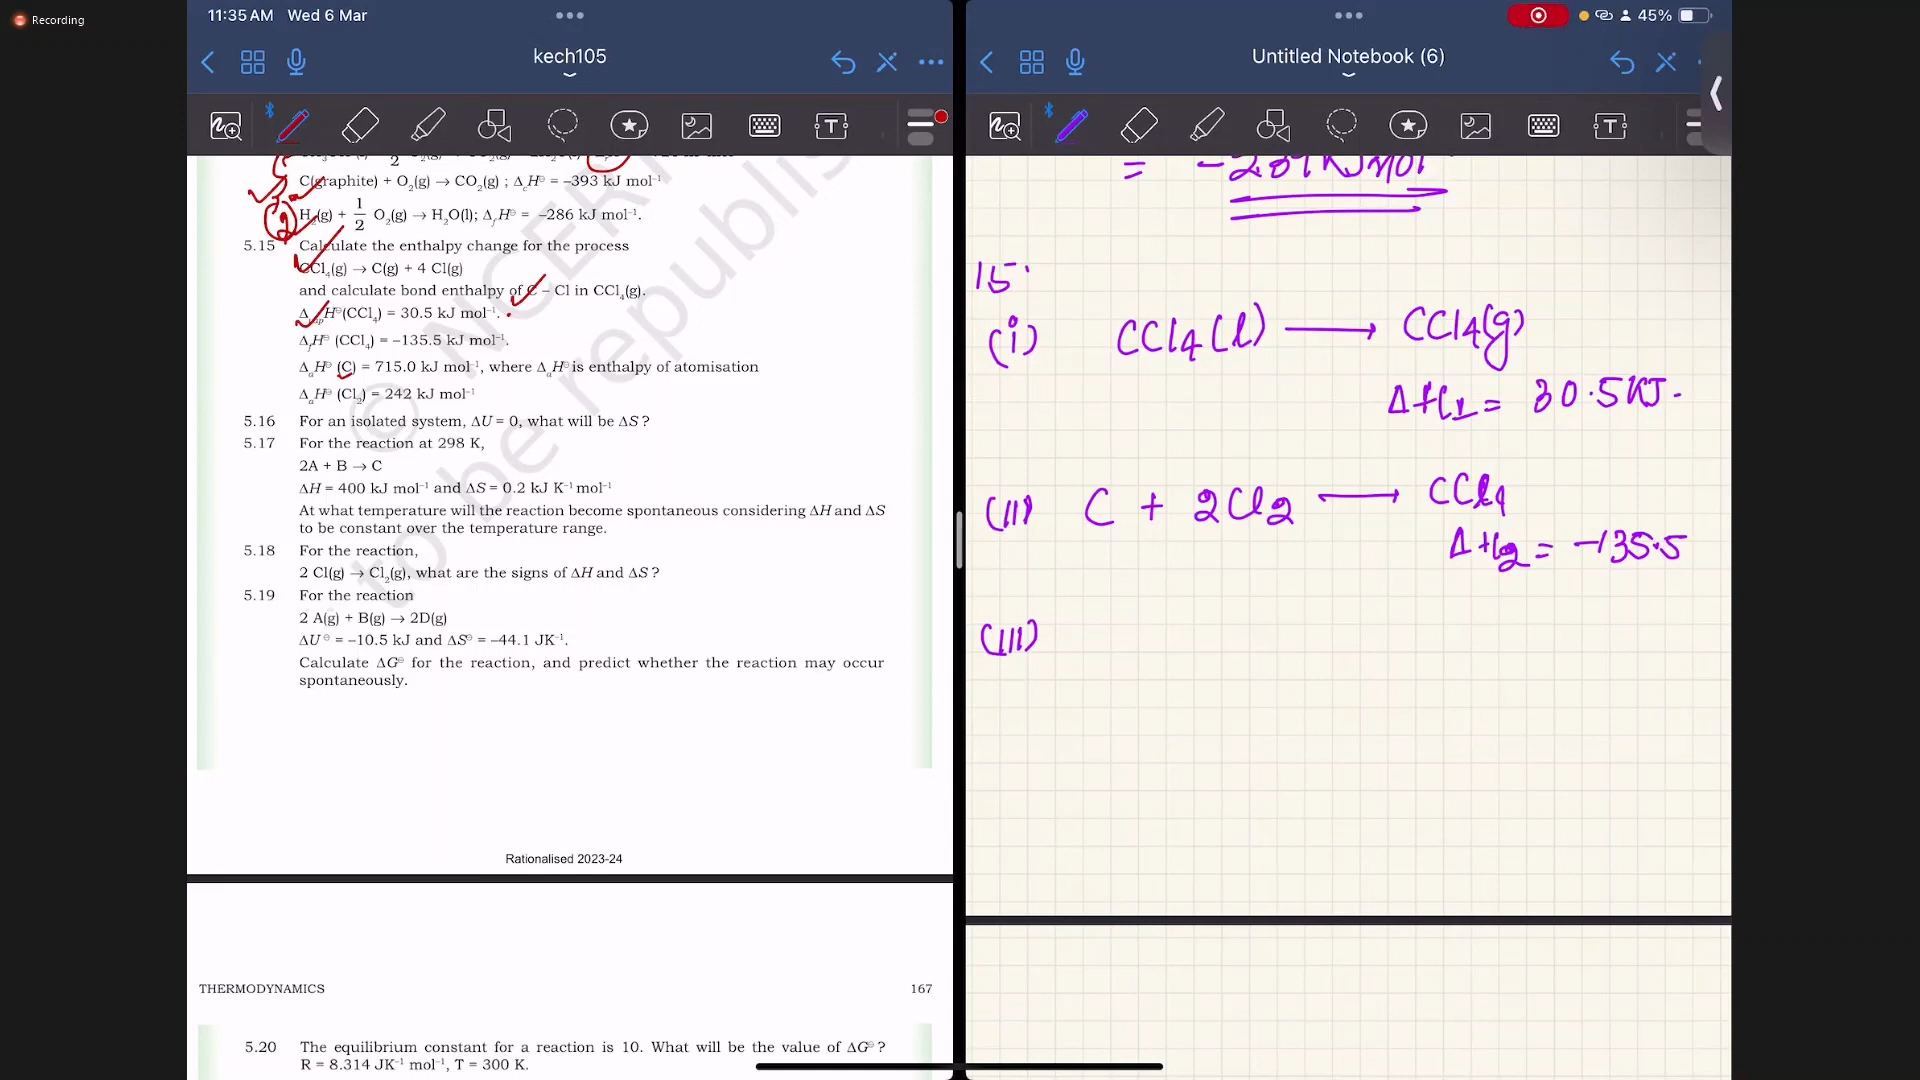 Recording
11:35 AM Wed 6 Mar
45%
kech105
Untitled Notebook (6)
C(graphite) + O₂(g) → CO₂(g) ; Δ꜀H⊖ = –393 kJ mol⁻¹
2
H₂(g) + 1/2 O₂(g) → H₂O(l); ΔfH⊖ = –286 kJ mol⁻¹.
5.15 Calculate the enthalpy change for the process
CCl₄(g) → C(g) + 4 Cl(g)
and calculate bond enthalpy of C – Cl in CCl₄(g).
ΔvapH⊖(CCl₄) = 30.5 kJ mol⁻¹.
ΔfH⊖ (CCl₄) = –135.5 kJ mol⁻¹.
ΔaH⊖ (C) = 715.0 kJ mol⁻¹, where ΔaH⊖ is enthalpy of atomisation
ΔaH⊖ (Cl₂) = 242 kJ mol⁻¹
5.16 For an isolated system, ΔU = 0, what will be ΔS ?
5.17 For the reaction at 298 K,
2A + B → C
ΔH = 400 kJ mol⁻¹ and ΔS = 0.2 kJ K⁻¹ mol⁻¹
At what temperature will the reaction become spontaneous considering ΔH and ΔS
to be constant over the temperature range.
5.18 For the reaction,
2 Cl(g) → Cl₂(g), what are the signs of ΔH and ΔS ?
5.19 For the reaction
2 A(g) + B(g) → 2D(g)
ΔU⊖ = –10.5 kJ and ΔS⊖ = –44.1 JK⁻¹.
Calculate ΔG⊖ for the reaction, and predict whether the reaction may occur
spontaneously.
Rationalised 2023-24
THERMODYNAMICS 167
5.20 The equilibrium constant for a reaction is 10. What will be the value of ΔG⊖ ?
R = 8.314 JK⁻¹ mol⁻¹, T = 300 K.
© NCERT
to be republis
15.
(i) CCl4(l) ⟶ CCl4(g)
ΔH1 = 30.5 KJ.
(II) C + 2Cl2 ⟶ CCl4
ΔH2 = -135.5
(III)